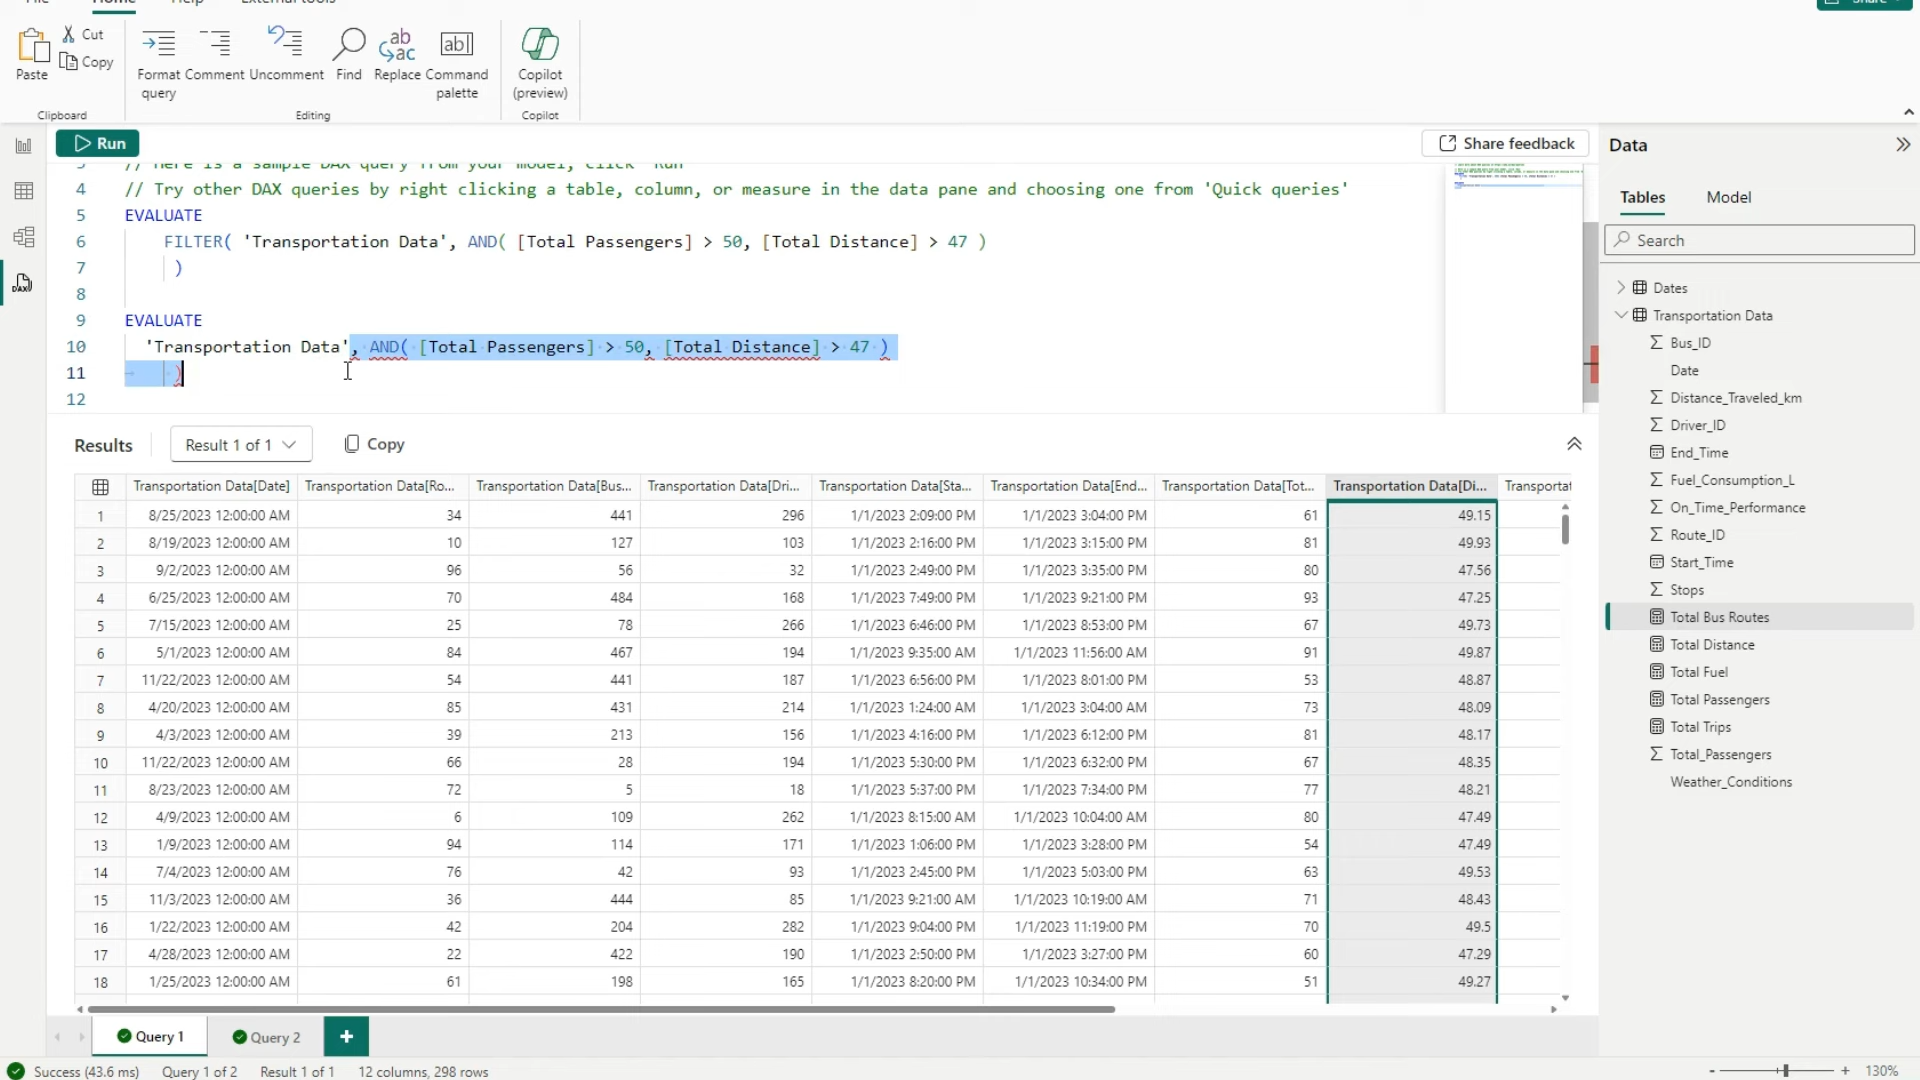 Home Help External tools
Share
Paste Cut Copy
Format query Comment Uncomment Find Replace Command palette Copilot (preview)
Clipboard Editing Copilot
Run Share feedback Data
// Here is a sample DAX query from your model, click 'Run'
4 // Try other DAX queries by right clicking a table, column, or measure in the data pane and choosing one from 'Quick queries'
5 EVALUATE
6 FILTER( 'Transportation Data', AND( [Total Passengers] > 50, [Total Distance] > 47 )
7 )
8
9 EVALUATE
10 'Transportation Data', AND( [Total Passengers] > 50, [Total Distance] > 47 )
11 )
12
Tables Model
Search
Dates
Transportation Data
Bus_ID
Date
Distance_Traveled_km
Driver_ID
End_Time
Fuel_Consumption_L
On_Time_Performance
Route_ID
Start_Time
Stops
Total Bus Routes
Total Distance
Total Fuel
Total Passengers
Total Trips
Total_Passengers
Weather_Conditions
Results Result 1 of 1 Copy
Transportation Data[Date] Transportation Data[Ro... Transportation Data[Bus... Transportation Data[Dri... Transportation Data[Sta... Transportation Data[End... Transportation Data[Tot... Transportation Data[Di... Transportat
1 8/25/2023 12:00:00 AM 34 441 296 1/1/2023 2:09:00 PM 1/1/2023 3:04:00 PM 61 49.15
2 8/19/2023 12:00:00 AM 10 127 103 1/1/2023 2:16:00 PM 1/1/2023 3:15:00 PM 81 49.93
3 9/2/2023 12:00:00 AM 96 56 32 1/1/2023 2:49:00 PM 1/1/2023 3:35:00 PM 80 47.56
4 6/25/2023 12:00:00 AM 70 484 168 1/1/2023 7:49:00 PM 1/1/2023 9:21:00 PM 93 47.25
5 7/15/2023 12:00:00 AM 25 78 266 1/1/2023 6:46:00 PM 1/1/2023 8:53:00 PM 67 49.73
6 5/1/2023 12:00:00 AM 84 467 194 1/1/2023 9:35:00 AM 1/1/2023 11:56:00 AM 91 49.87
7 11/22/2023 12:00:00 AM 54 441 187 1/1/2023 6:56:00 PM 1/1/2023 8:01:00 PM 53 48.87
8 4/20/2023 12:00:00 AM 85 431 214 1/1/2023 1:24:00 AM 1/1/2023 3:04:00 AM 73 48.09
9 4/3/2023 12:00:00 AM 39 213 156 1/1/2023 4:16:00 PM 1/1/2023 6:12:00 PM 81 48.17
10 11/22/2023 12:00:00 AM 66 28 194 1/1/2023 5:30:00 PM 1/1/2023 6:32:00 PM 67 48.35
11 8/23/2023 12:00:00 AM 72 5 18 1/1/2023 5:37:00 PM 1/1/2023 7:34:00 PM 77 48.21
12 4/9/2023 12:00:00 AM 6 109 262 1/1/2023 8:15:00 AM 1/1/2023 10:04:00 AM 80 47.49
13 1/9/2023 12:00:00 AM 94 114 171 1/1/2023 1:06:00 PM 1/1/2023 3:28:00 PM 54 47.49
14 7/4/2023 12:00:00 AM 76 42 93 1/1/2023 2:45:00 PM 1/1/2023 5:03:00 PM 63 49.53
15 11/3/2023 12:00:00 AM 36 444 85 1/1/2023 9:21:00 AM 1/1/2023 10:19:00 AM 71 48.43
16 1/22/2023 12:00:00 AM 42 204 282 1/1/2023 9:04:00 PM 1/1/2023 11:19:00 PM 70 49.5
17 4/28/2023 12:00:00 AM 22 422 190 1/1/2023 2:50:00 PM 1/1/2023 3:27:00 PM 60 47.29
18 1/25/2023 12:00:00 AM 61 198 165 1/1/2023 8:20:00 PM 1/1/2023 10:34:00 PM 51 49.27
Query 1 Query 2 +
Success (43.6 ms) Query 1 of 2 Result 1 of 1 12 columns, 298 rows - + 130%